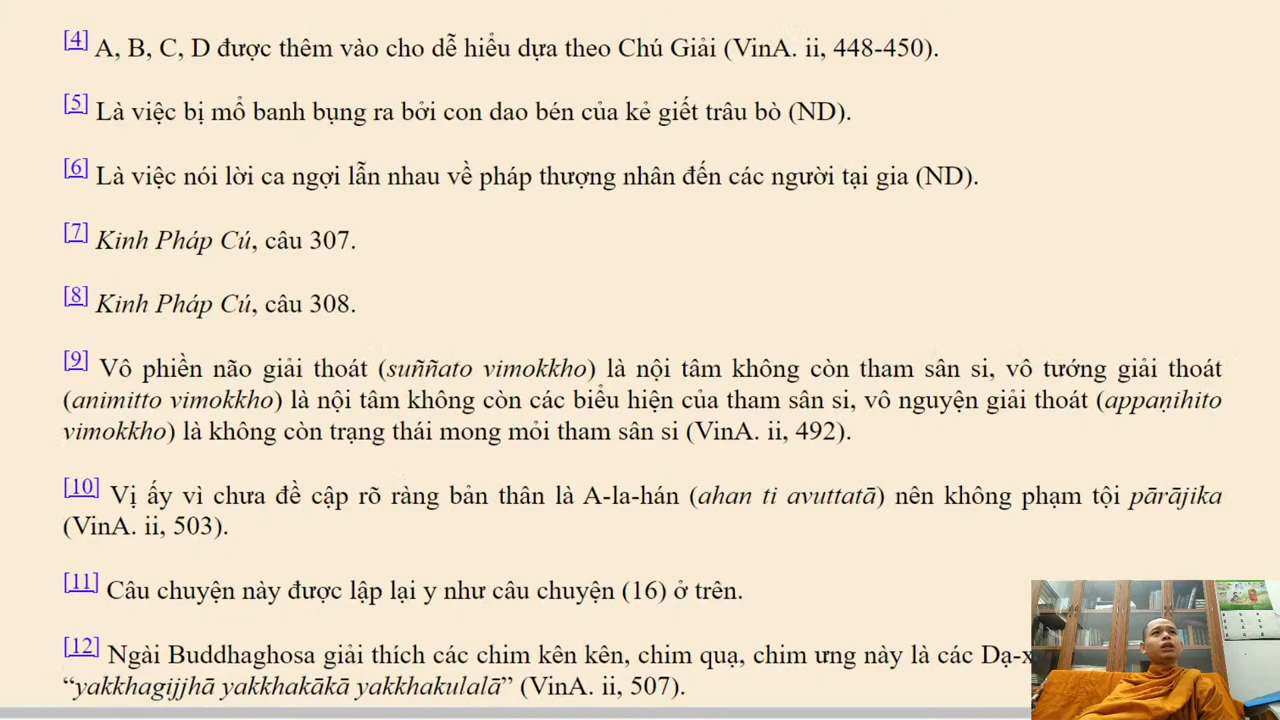 [4] A, B, C, D được thêm vào cho dễ hiểu dựa theo Chú Giải (VinA. ii, 448-450).
[5] Là việc bị mổ banh bụng ra bởi con dao bén của kẻ giết trâu bò (ND).
[6] Là việc nói lời ca ngợi lẫn nhau về pháp thượng nhân đến các người tại gia (ND).
[7] Kinh Pháp Cú, câu 307.
[8] Kinh Pháp Cú, câu 308.
[9] Vô phiền não giải thoát (suññato vimokkho) là nội tâm không còn tham sân si, vô tướng giải thoát
(animitto vimokkho) là nội tâm không còn các biểu hiện của tham sân si, vô nguyện giải thoát (appaṇihito
vimokkho) là không còn trạng thái mong mỏi tham sân si (VinA. ii, 492).
[10] Vị ấy vì chưa đề cập rõ ràng bản thân là A-la-hán (ahan ti avuttatā) nên không phạm tội pārājika
(VinA. ii, 503).
[11] Câu chuyện này được lập lại y như câu chuyện (16) ở trên.
[12] Ngài Buddhaghosa giải thích các chim kên kên, chim quạ, chim ưng này là các Dạ-x
“yakkhagijjhā yakkhakākā yakkhakulalā” (VinA. ii, 507).